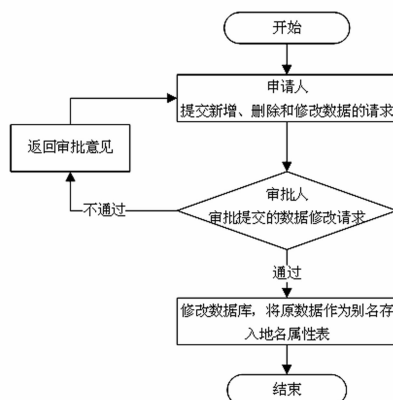 开始
申请人
提交新增、删除和修改数据的请求
返回审批意见
审批人
审批提交的数据修改请求
不通过
通过
修改数据库，将原数据作为别名存
入地名属性表
结束